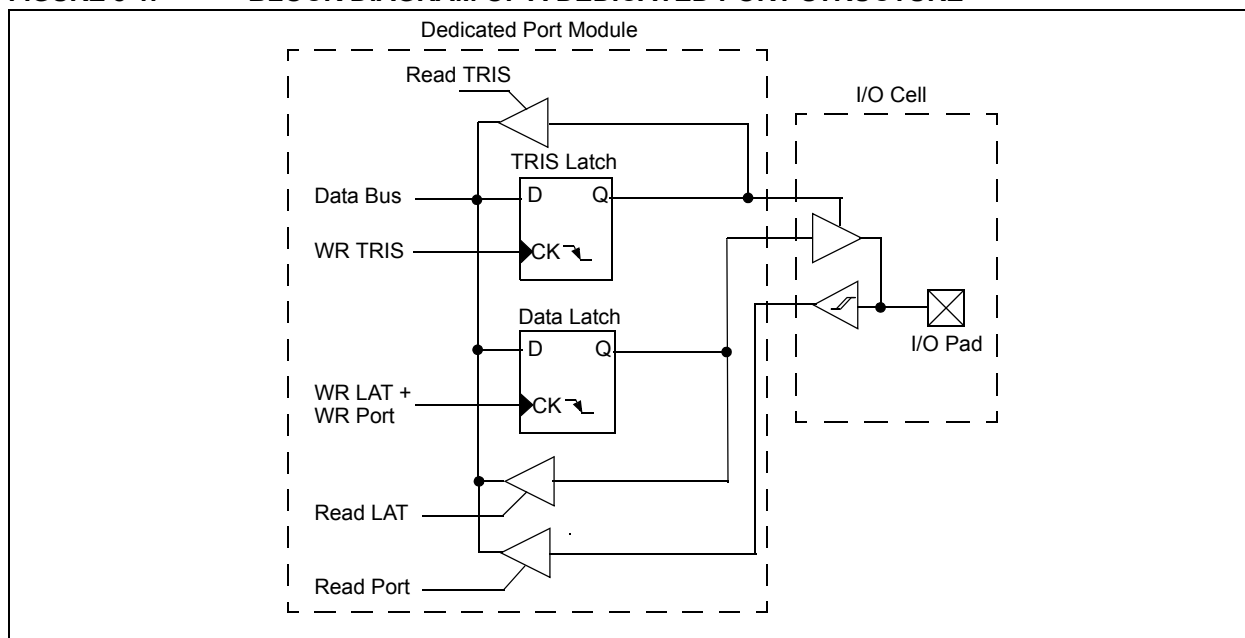 Dedicated Port Module
Read TRIS
I/O Cell
TRIS Latch
Data Bus
D Q
WR TRIS
CK
Data Latch
D Q
I/O Pad
WR LAT +
WR Port
CK
Read LAT
Read Port